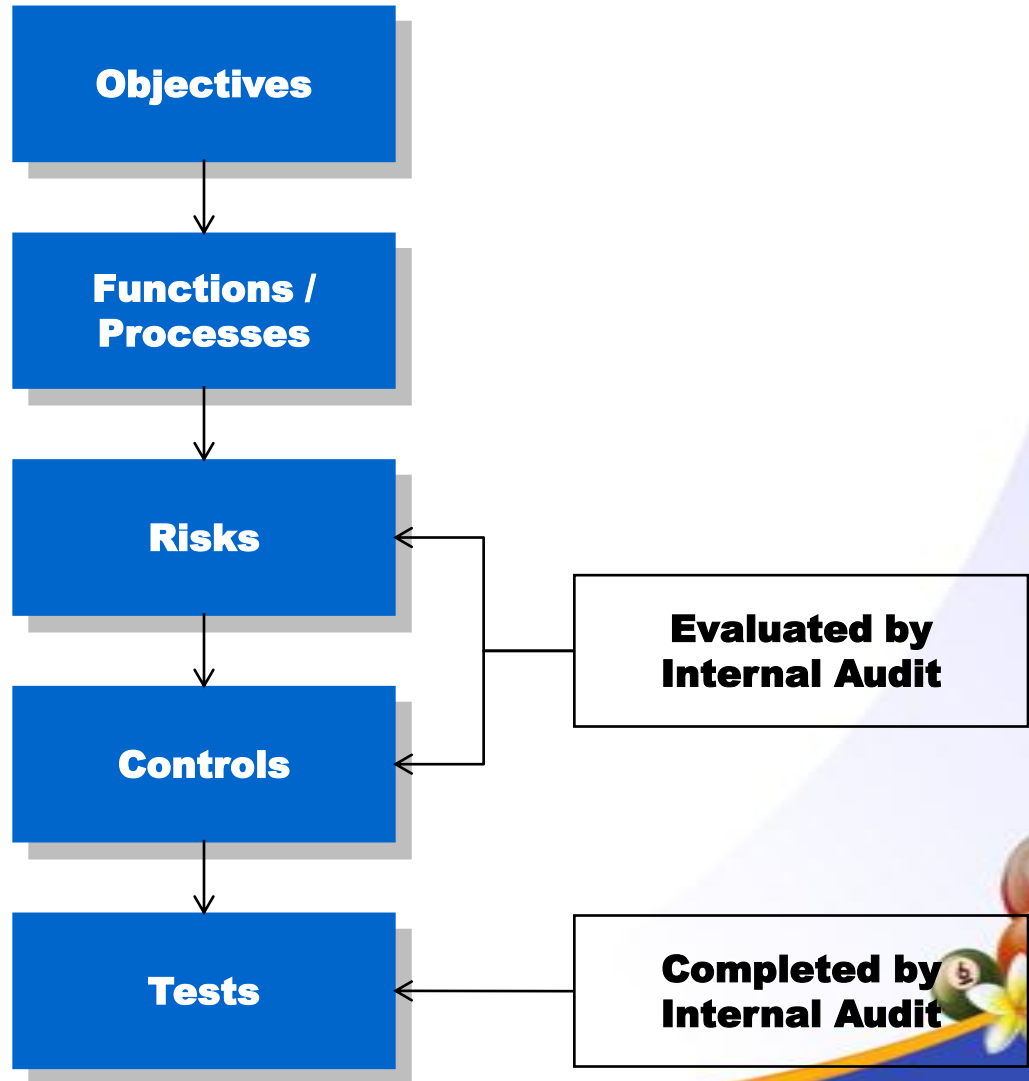 Objectives
Functions /
Processes
Risks
Evaluated by
Internal Audit
Controls
Completed by
Internal Audit
Tests